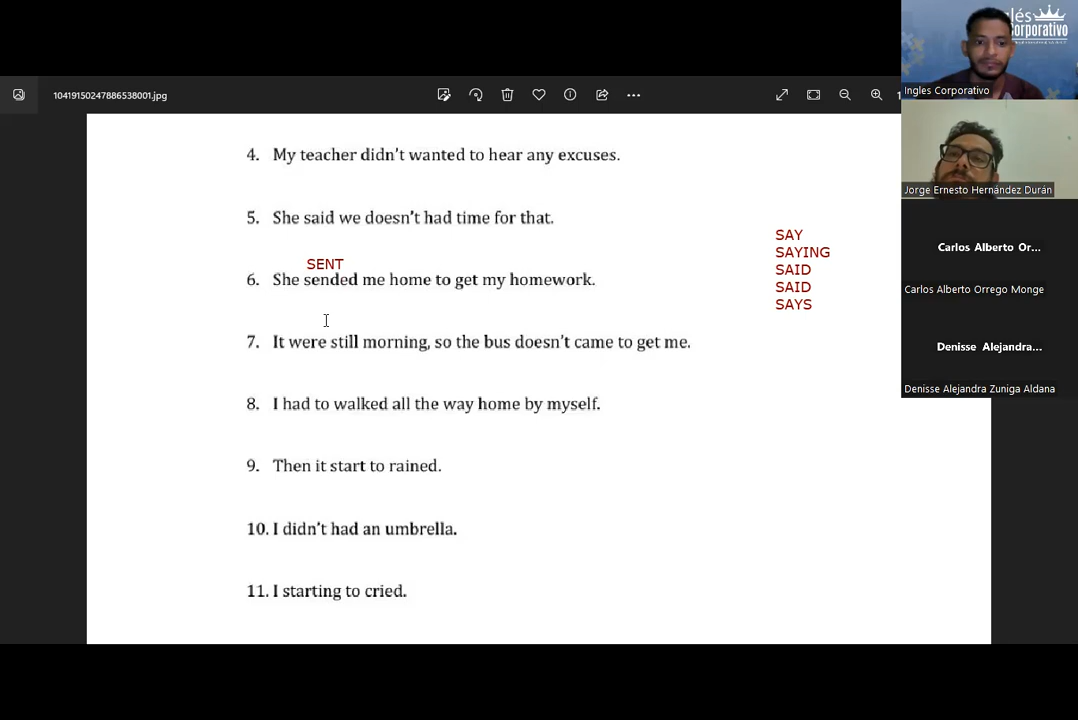 glés
Corporativo
Ingles Corporativo
10419150247886538001.jpg
1
4. My teacher didn't wanted to hear any excuses.
Jorge Ernesto Hernández Durán
5. She said we doesn't had time for that.
SAY
SAYING
SAID
SAID
SAYS
Carlos Alberto Or...
SENT
6. She sended me home to get my homework.
Carlos Alberto Orrego Monge
7. It were still morning, so the bus doesn't came to get me.
Denisse Alejandra...
Denisse Alejandra Zuniga Aldana
8. I had to walked all the way home by myself.
9. Then it start to rained.
10. I didn't had an umbrella.
11. I starting to cried.